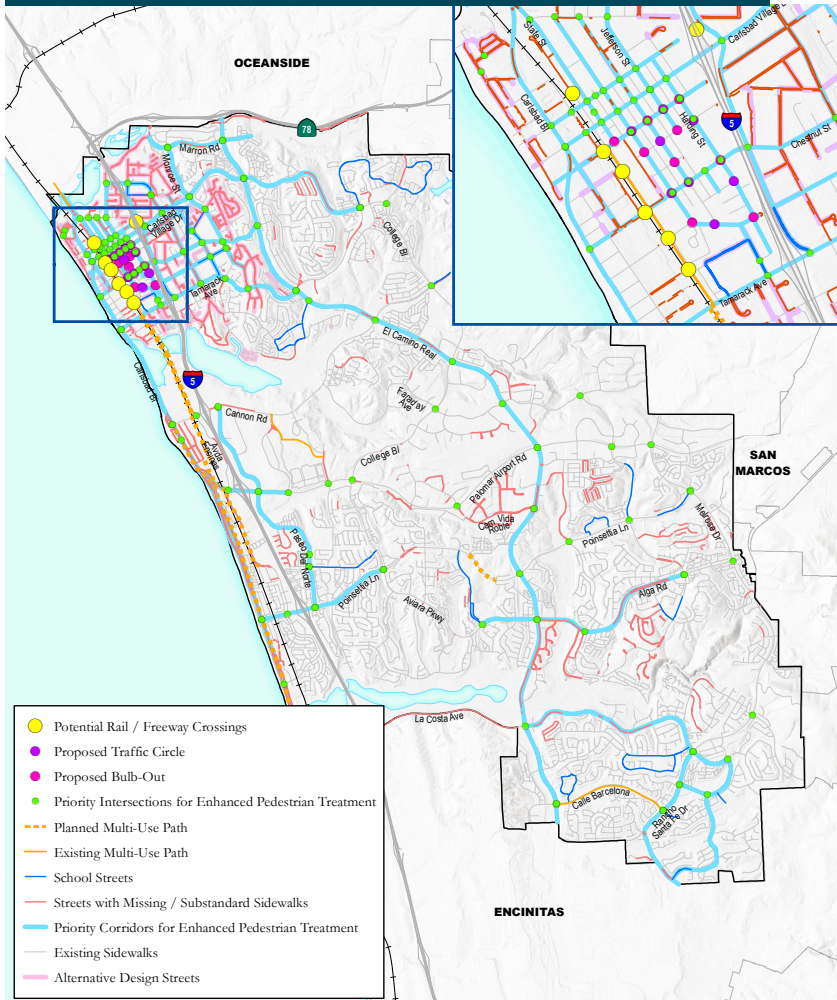 OCEANSIDE
78
Marron Rd
Monroe St
Carlsbad
Village Dr
College Bl
Tamarack
Ave
El Camino Real
5
Carlsbad Bl
Faraday
Ave
Cannon Rd
Avda
Encinas
College Bl
Palomar Airport Rd
SAN
MARCOS
Cam Vida
Roble
Melrose Dr
Poinsettia Ln
Paseo Del Norte
Poinsettia Ln
Aviara Pkwy
Alga Rd
La Costa Ave
Calle Barcelona
Rancho
Santa Fe Dr
ENCINITAS
State St
Jefferson St
Carlsbad Village Dr
Carlsbad Bl
Harding St
5
Chestnut St
Tamarack Ave
Potential Rail / Freeway Crossings
Proposed Traffic Circle
Proposed Bulb-Out
Priority Intersections for Enhanced Pedestrian Treatment
Planned Multi-Use Path
Existing Multi-Use Path
School Streets
Streets with Missing / Substandard Sidewalks
Priority Corridors for Enhanced Pedestrian Treatment
Existing Sidewalks
Alternative Design Streets